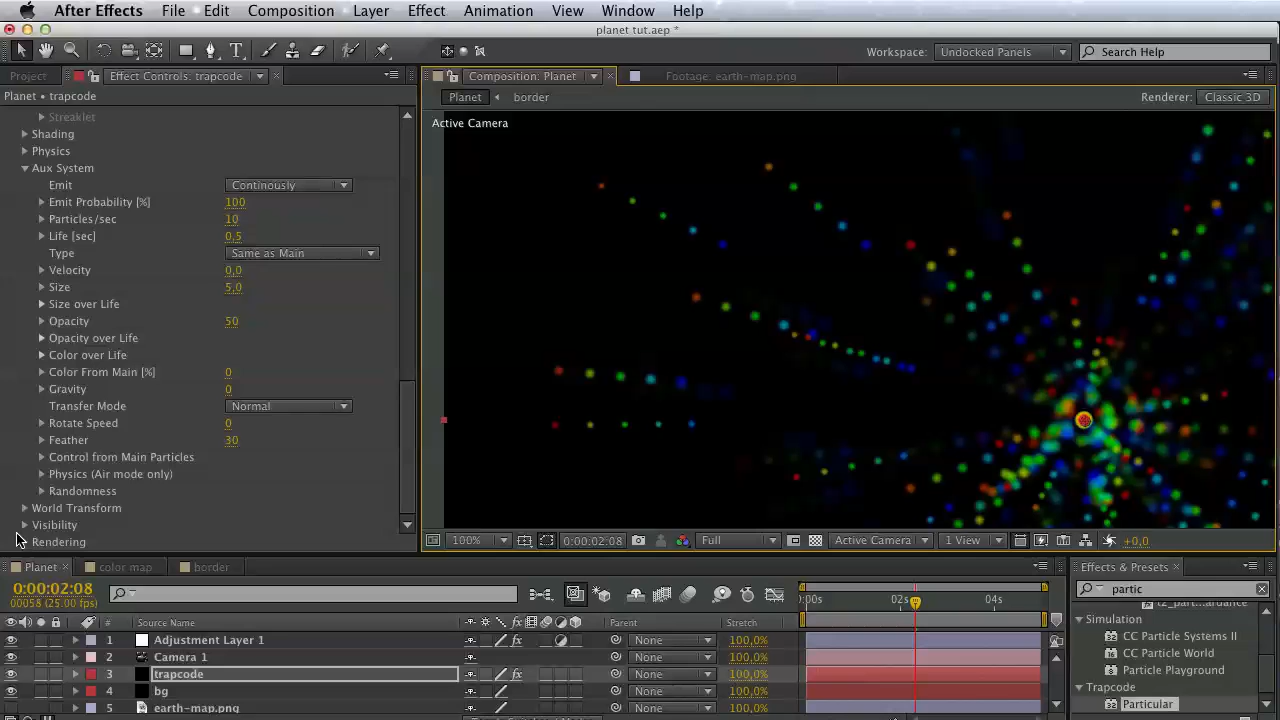 After Effects File Edit Composition Layer Effect Animation View Window Help
planet tut.aep *
Workspace: Undocked Panels Search Help
Project Effect Controls: trapcode Composition: Planet Footage: earth-map.png
Planet • trapcode Planet border Renderer: Classic 3D
Active Camera
Streaklet
Shading
Physics
Aux System
Emit Continously
Emit Probability [%] 100
Particles/sec 10
Life [sec] 0,5
Type Same as Main
Velocity 0,0
Size 5,0
Size over Life
Opacity 50
Opacity over Life
Color over Life
Color From Main [%] 0
Gravity 0
Transfer Mode Normal
Rotate Speed 0
Feather 30
Control from Main Particles
Physics (Air mode only)
Randomness
World Transform
Visibility
Rendering
100% 0:00:02:08 Full Active Camera 1 View +0,0
Planet color map border Effects & Presets
0:00:02:08
00058 (25.00 fps)
partic
:00s 02s 04s
# Source Name Parent Stretch
Simulation
CC Particle Systems II
CC Particle World
Particle Playground
Trapcode
Particular
1 Adjustment Layer 1 fx None 100,0%
2 Camera 1 None 100,0%
3 trapcode fx None 100,0%
4 bg None 100,0%
5 earth-map.png None 100,0%